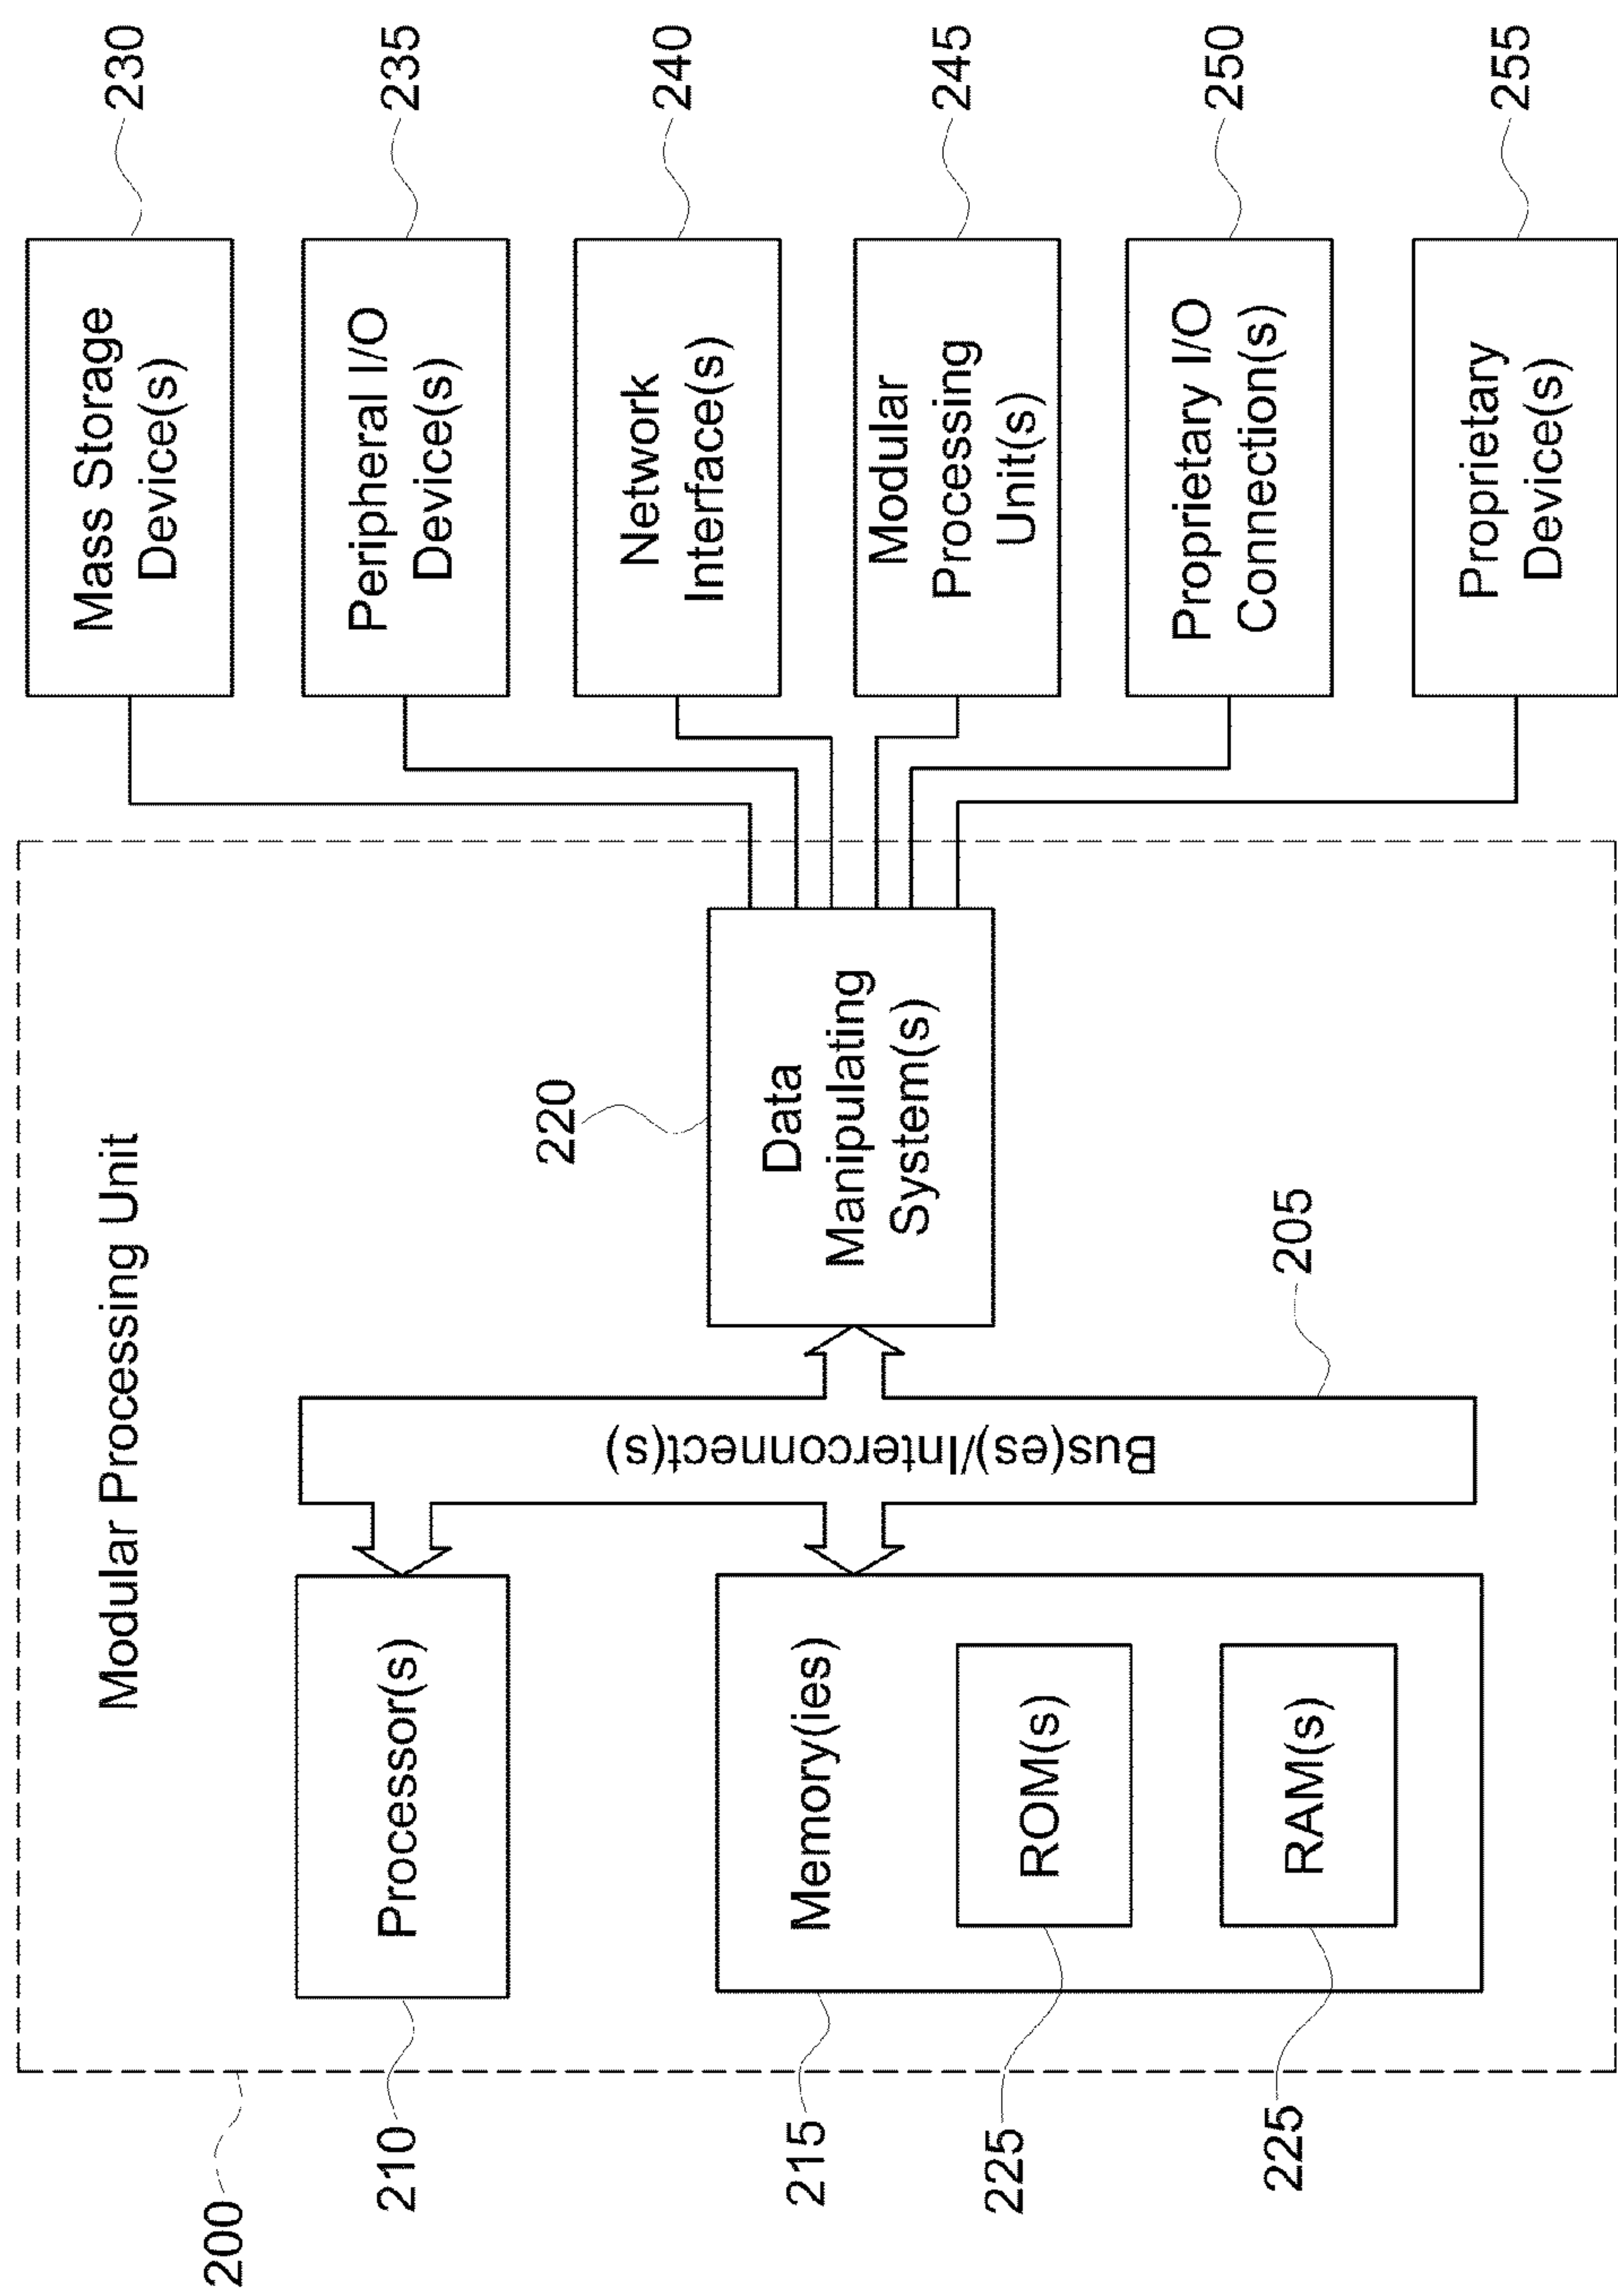 Modular Processing Unit
200
Processor(s)
210
Memory(ies)
215
ROM(s)
225
RAM(s)
225
Bus(es)/Interconnect(s)
205
Data
Manipulating
System(s)
220
Mass Storage
Device(s)
230
Peripheral I/O
Device(s)
235
Network
Interface(s)
240
Modular
Processing
Unit(s)
245
Proprietary I/O
Connection(s)
250
Proprietary
Device(s)
255